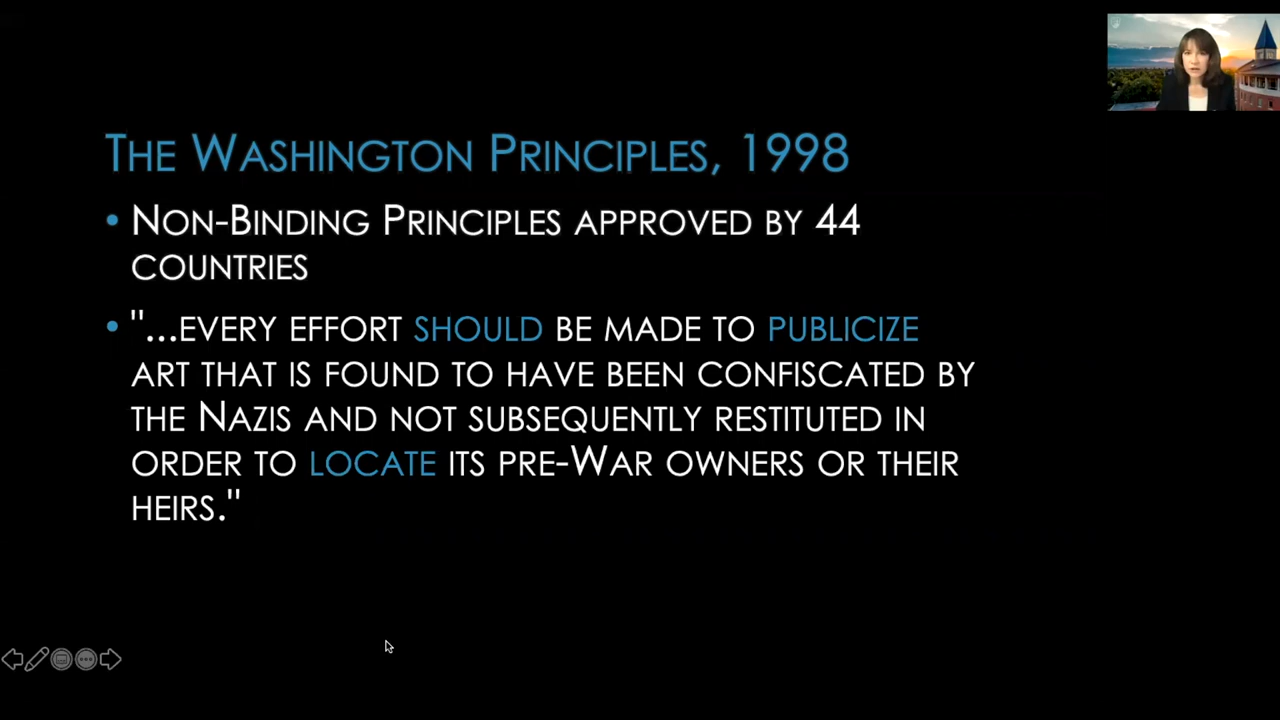 The Washington Principles, 1998
• Non-Binding Principles approved by 44
countries
• "...every effort should be made to publicize
art that is found to have been confiscated by
the Nazis and not subsequently restituted in
order to locate its pre-War owners or their
heirs."